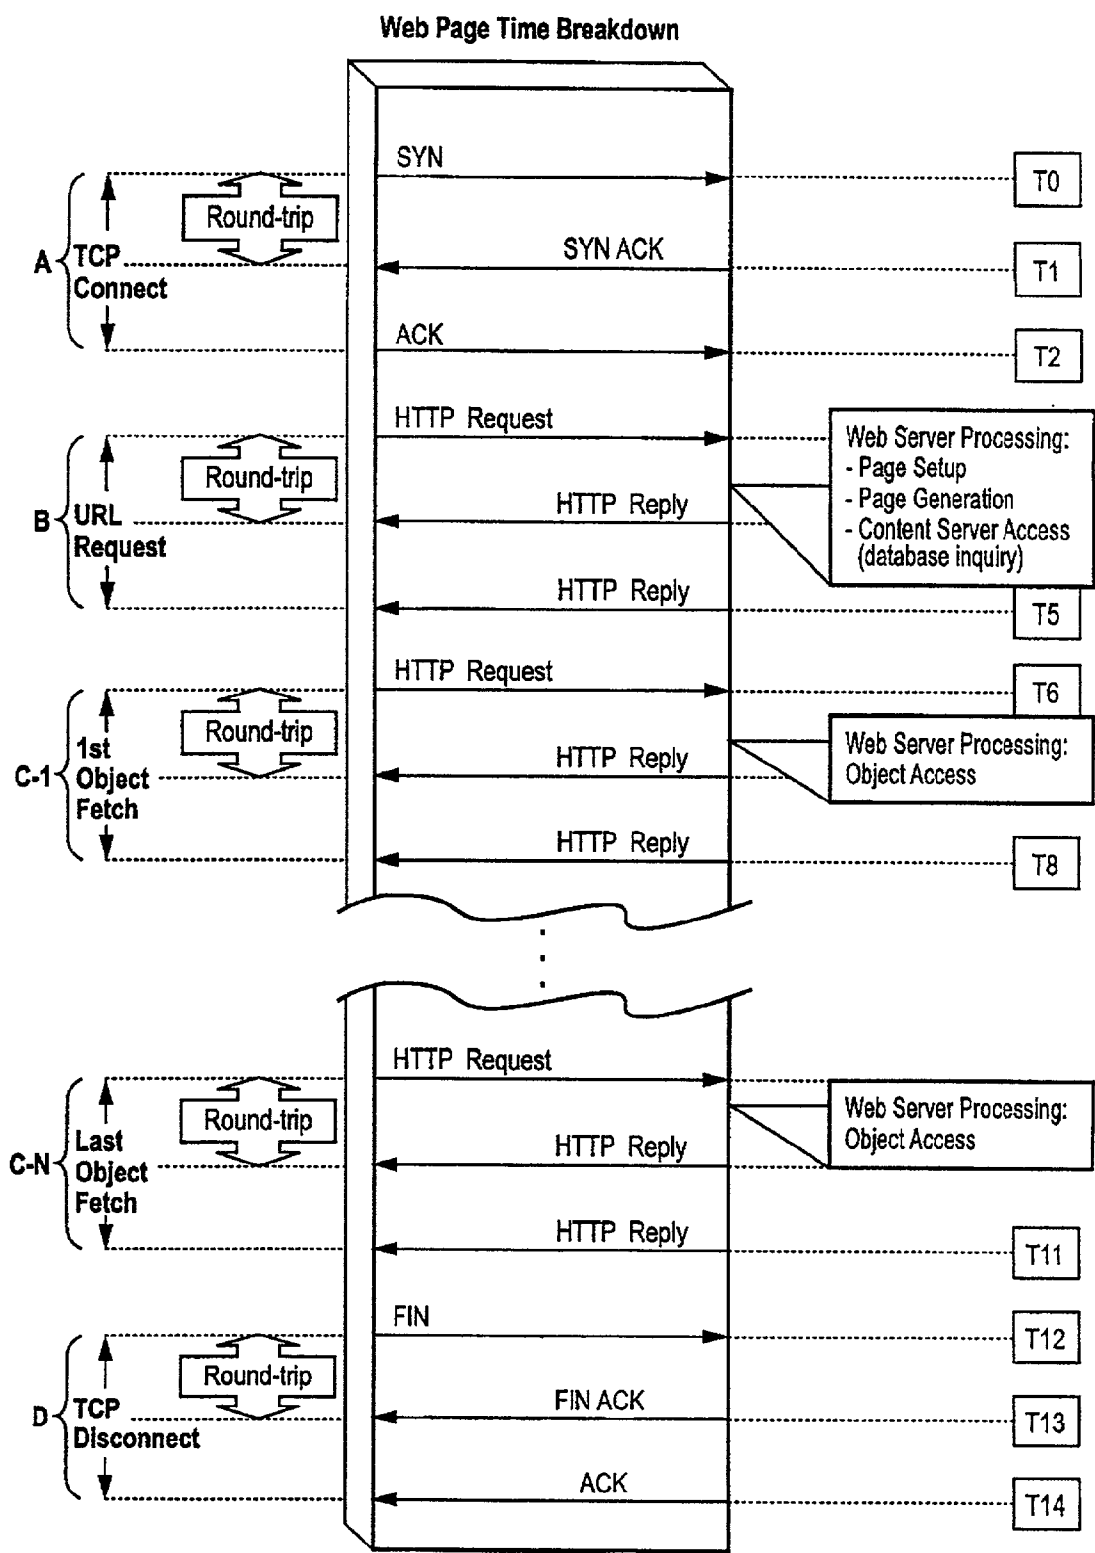 Web Page Time Breakdown
SYN
T0
Round-trip
A
TCP
Connect
SYN ACK
T1
ACK
T2
HTTP Request
Web Server Processing:
- Page Setup
- Page Generation
- Content Server Access
(database inquiry)
Round-trip
B
URL
Request
HTTP Reply
HTTP Reply
T5
HTTP Request
T6
Round-trip
C-1
1st
Object
Fetch
Web Server Processing:
Object Access
HTTP Reply
HTTP Reply
T8
HTTP Request
Round-trip
C-N
Last
Object
Fetch
Web Server Processing:
Object Access
HTTP Reply
HTTP Reply
T11
FIN
T12
Round-trip
D
TCP
Disconnect
FIN ACK
T13
ACK
T14